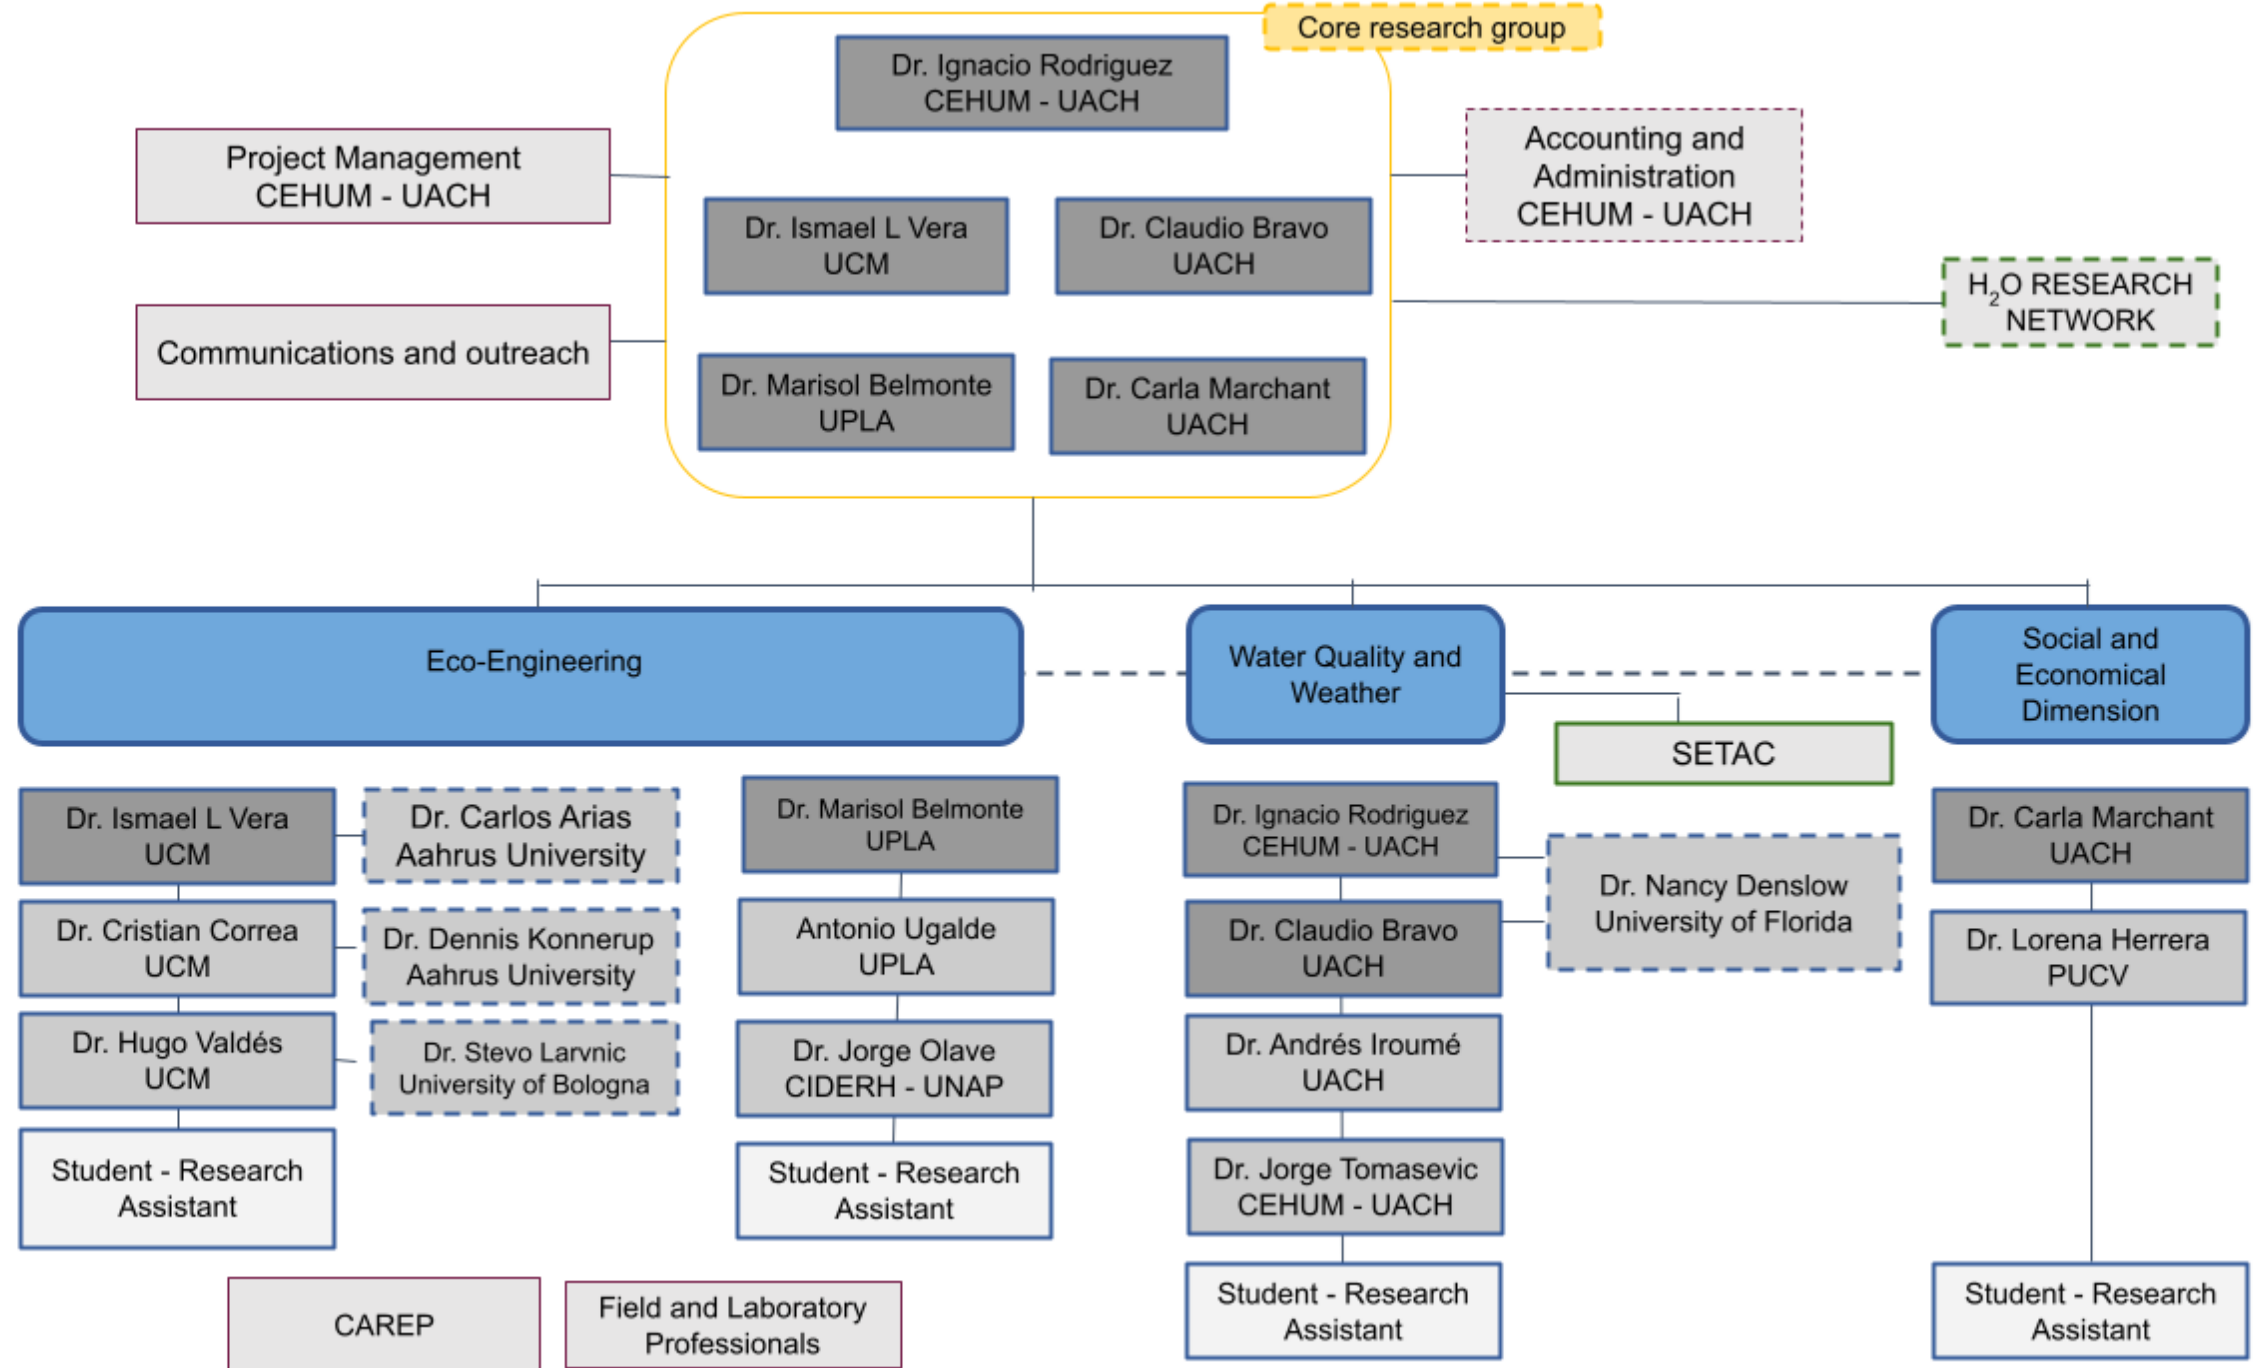 Core research group
Dr. Ignacio Rodriguez
CEHUM - UACH
Project Management
CEHUM - UACH
Accounting and
Administration
CEHUM - UACH
Dr. Ismael L Vera
UCM
Dr. Claudio Bravo
UACH
H₂O RESEARCH
NETWORK
Communications and outreach
Dr. Marisol Belmonte
UPLA
Dr. Carla Marchant
UACH
Eco-Engineering
Water Quality and
Weather
Social and
Economical
Dimension
SETAC
Dr. Ismael L Vera
UCM
Dr. Carlos Arias
Aahrus University
Dr. Cristian Correa
UCM
Dr. Dennis Konnerup
Aahrus University
Dr. Hugo Valdés
UCM
Dr. Stevo Larvnic
University of Bologna
Student - Research
Assistant
Dr. Marisol Belmonte
UPLA
Antonio Ugalde
UPLA
Dr. Jorge Olave
CIDERH - UNAP
Student - Research
Assistant
Dr. Ignacio Rodriguez
CEHUM - UACH
Dr. Claudio Bravo
UACH
Dr. Nancy Denslow
University of Florida
Dr. Andrés Iroumé
UACH
Dr. Jorge Tomasevic
CEHUM - UACH
Student - Research
Assistant
Dr. Carla Marchant
UACH
Dr. Lorena Herrera
PUCV
Student - Research
Assistant
CAREP
Field and Laboratory
Professionals